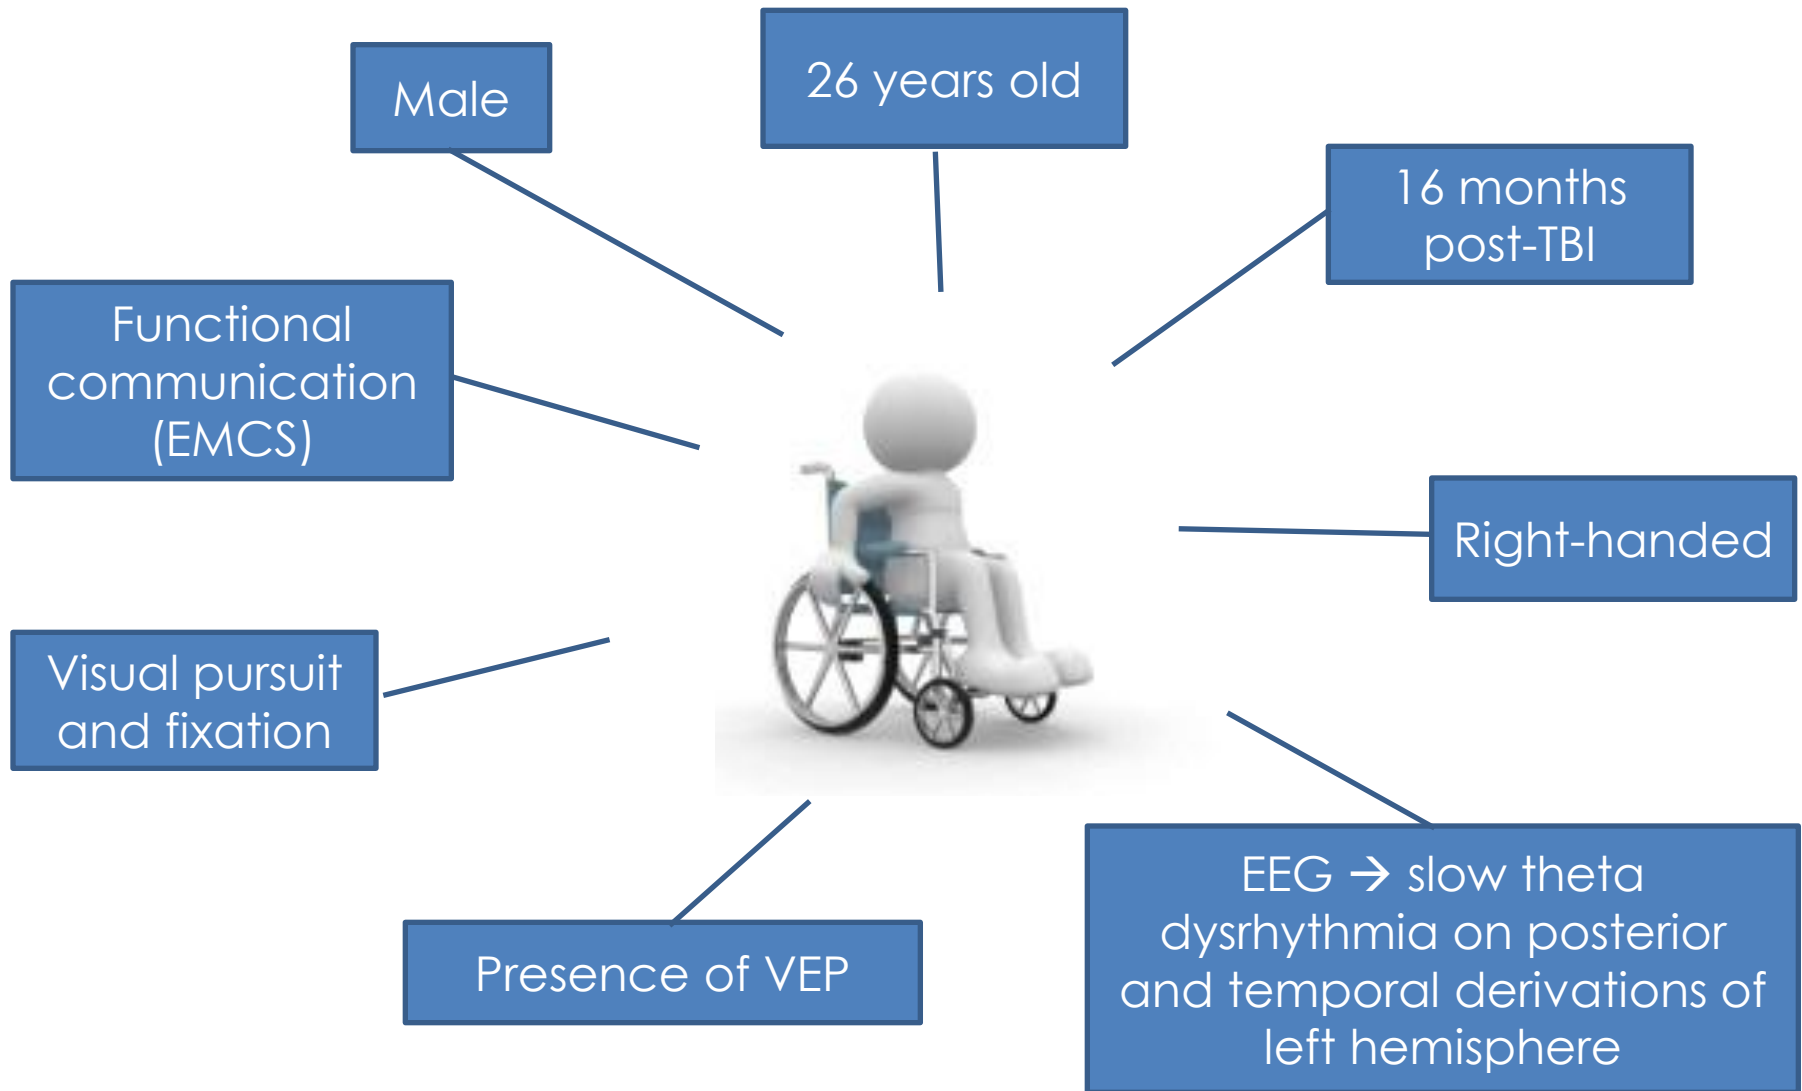 Male
26 years old
16 months
post-TBI
Functional
communication
(EMCS)
Right-handed
Visual pursuit
and fixation
Presence of VEP
EEG → slow theta
dysrhythmia on posterior
and temporal derivations of
left hemisphere